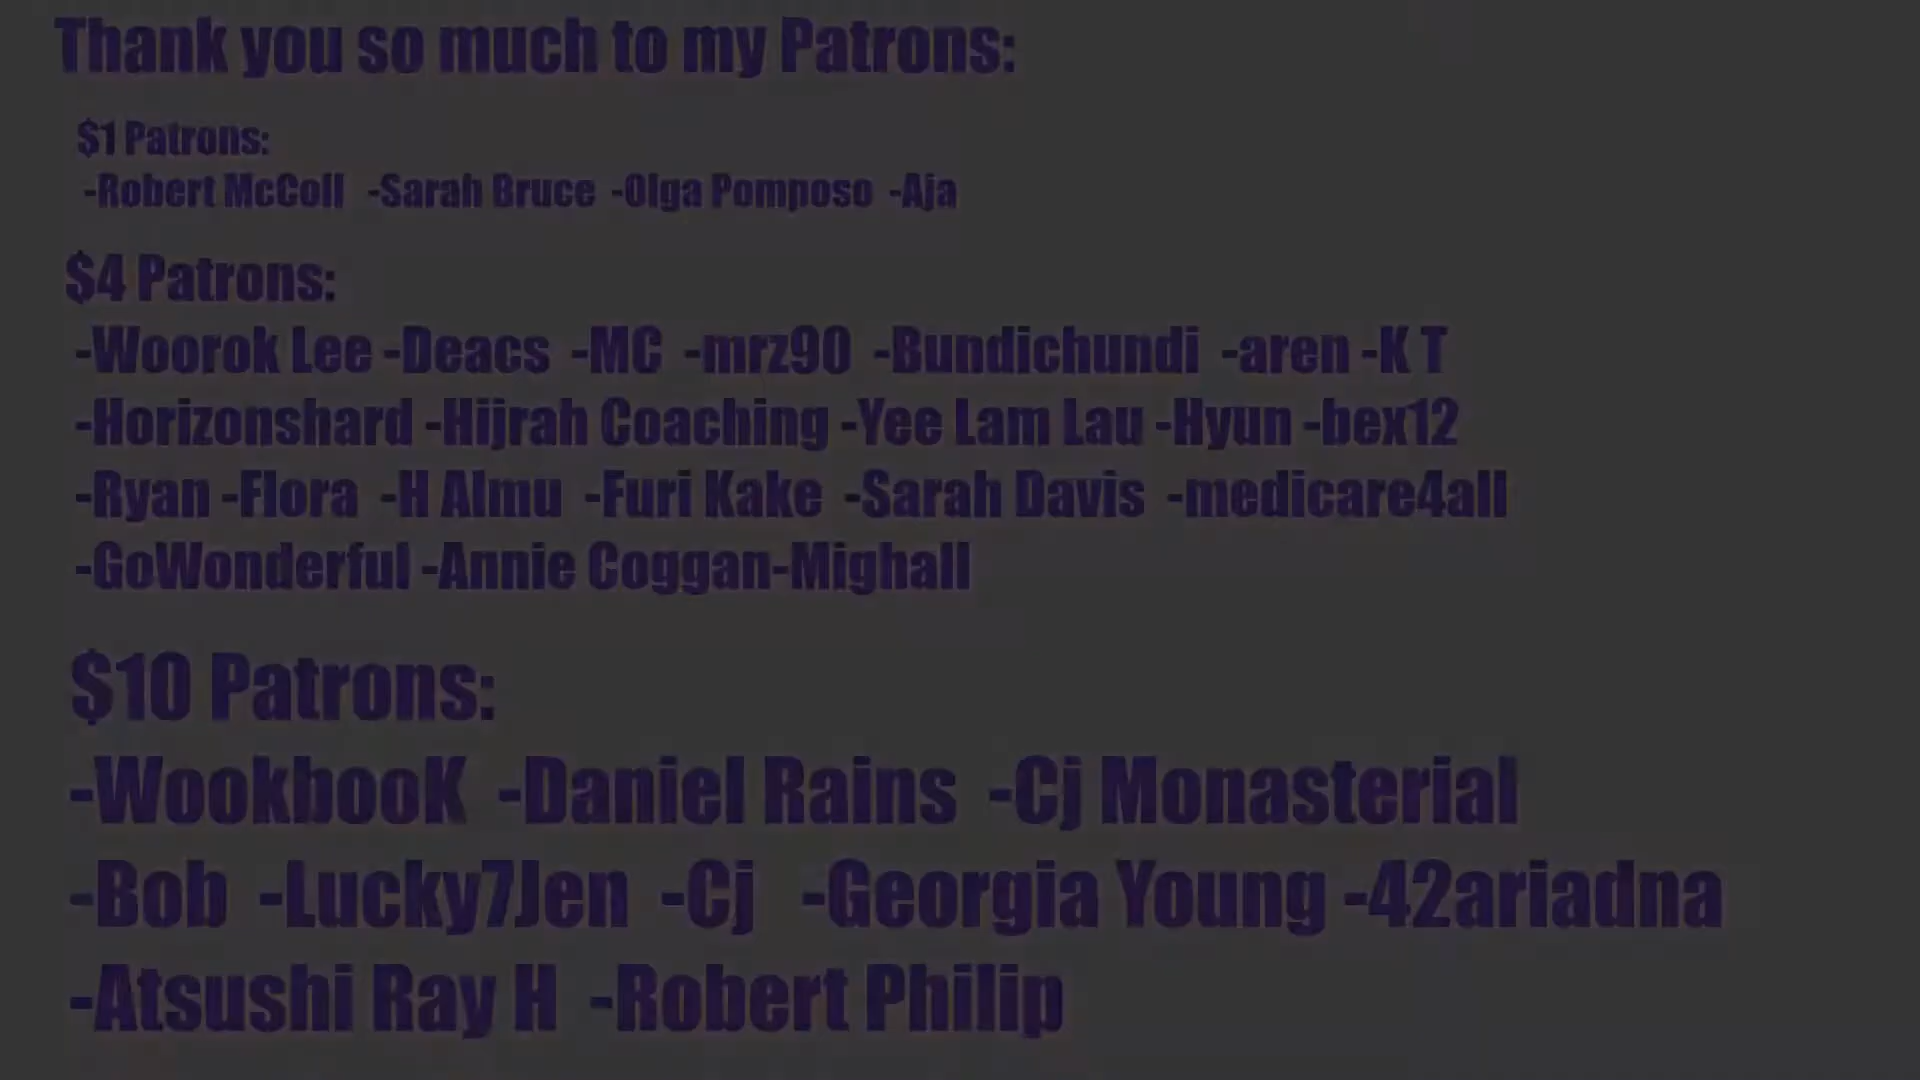 Thank you so much to my Patrons:
$1 Patrons:
-Robert McColl -Sarah Bruce -Olga Pomposo -Aja
$4 Patrons:
-Woorok Lee -Deacs -MC -mrz90 -Bundichundi -aren -K T
-Horizonshard -Hijrah Coaching -Yee Lam Lau -Hyun -bex12
-Ryan -Flora -H Almu -Furi Kake -Sarah Davis -medicare4all
-GoWonderful -Annie Coggan-Mighall
$10 Patrons:
-WookbooK -Daniel Rains -Cj Monasterial
-Bob -Lucky7Jen -Cj -Georgia Young -42ariadna
-Atsushi Ray H -Robert Philip